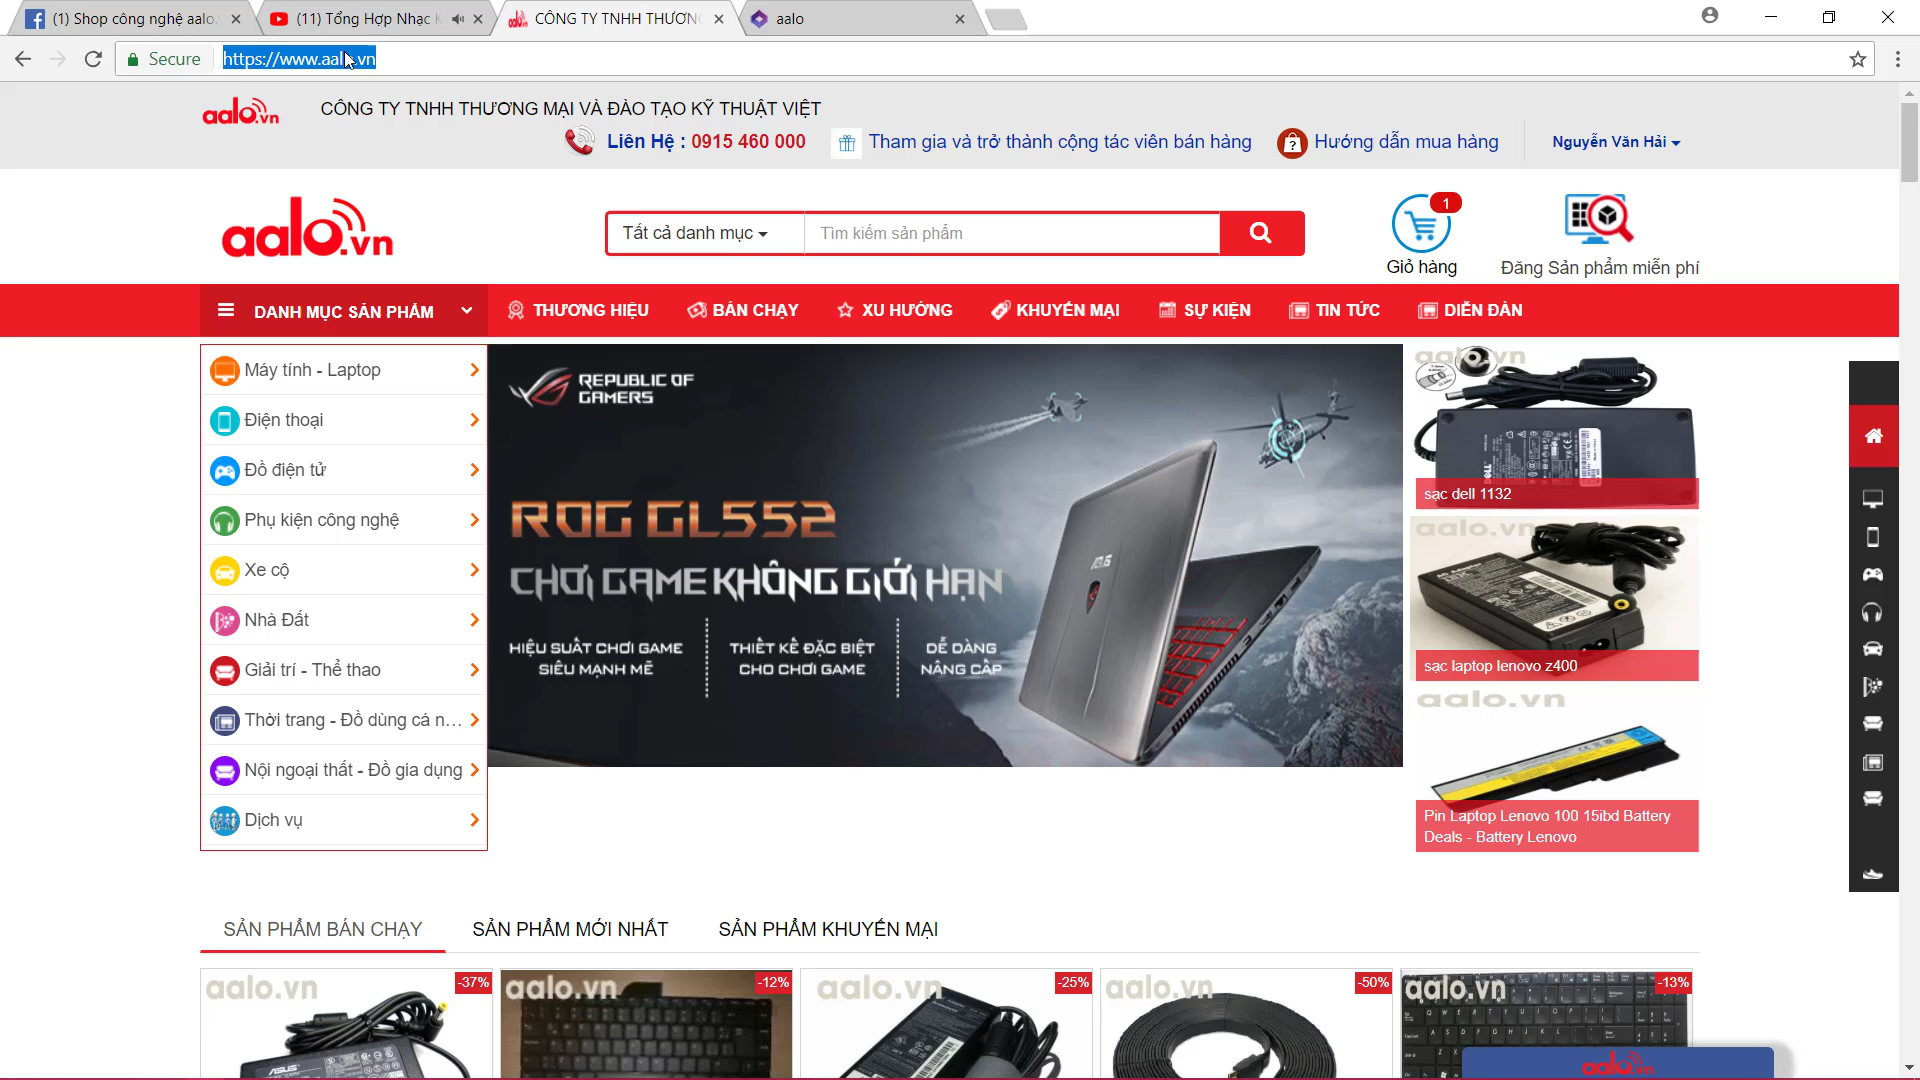 (1) Shop công nghệ aalo.
(11) Tổng Hợp Nhạc
CÔNG TY TNHH THƯƠNG
aalo
Secure
https://www.aalo.vn
aalo.vn
CÔNG TY TNHH THƯƠNG MẠI VÀ ĐÀO TẠO KỸ THUẬT VIỆT
Liên Hệ : 0915 460 000
Tham gia và trở thành cộng tác viên bán hàng
Hướng dẫn mua hàng
Nguyễn Văn Hải
aalo.vn
Tất cả danh mục
Tìm kiếm sản phẩm
1
Giỏ hàng
Đăng Sản phẩm miễn phí
DANH MỤC SẢN PHẨM
THƯƠNG HIỆU
BÁN CHẠY
XU HƯỚNG
KHUYẾN MẠI
SỰ KIỆN
TIN TỨC
DIỄN ĐÀN
Máy tính - Laptop
Điện thoại
Đồ điện tử
Phụ kiện công nghệ
Xe cộ
Nhà Đất
Giải trí - Thể thao
Thời trang - Đồ dùng cá n...
Nội ngoại thất - Đồ gia dụng
Dịch vụ
REPUBLIC OF
GAMERS
ROG GL552
CHƠI GAME KHÔNG GIỚI HẠN
HIỆU SUẤT CHƠI GAME
SIÊU MẠNH MẼ
THIẾT KẾ ĐẶC BIỆT
CHO CHƠI GAME
DỄ DÀNG
NÂNG CẤP
ASUS
aalo.vn
DELL
sạc dell 1132
aalo.vn
sạc laptop lenovo z400
aalo.vn
Pin Laptop Lenovo 100 15ibd Battery
Deals - Battery Lenovo
SẢN PHẨM BÁN CHẠY
SẢN PHẨM MỚI NHẤT
SẢN PHẨM KHUYẾN MẠI
aalo.vn
-37%
ASUS
aalo.vn
-12%
aalo.vn
-25%
aalo.vn
-50%
aalo.vn
-13%
aalo.vn